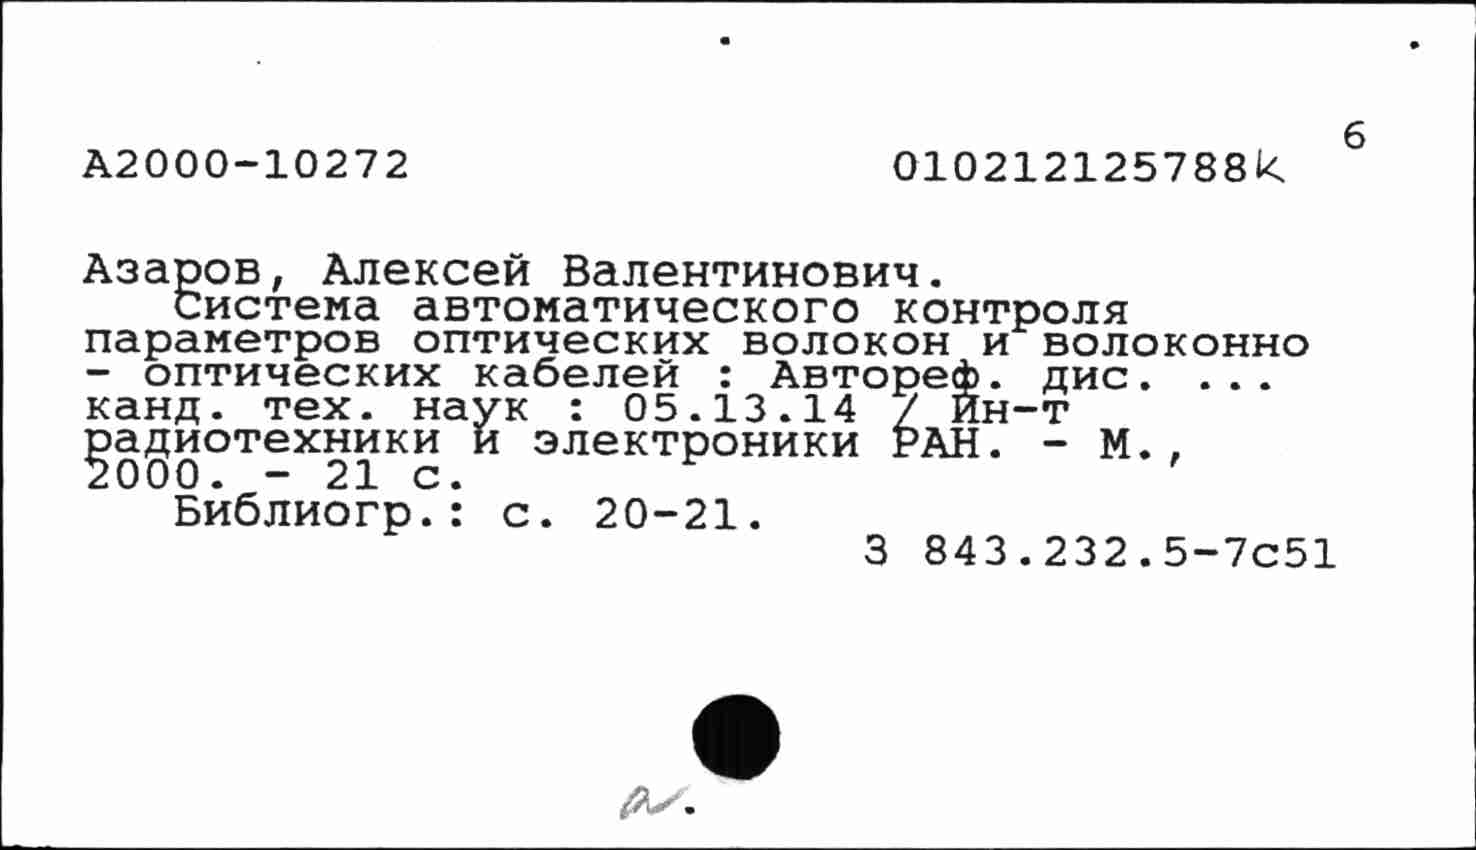 6
А2000-10272 010212125788k
Азаров, Алексей Валентинович.
Система автоматического контроля
параметров оптических волокон и волоконно
- оптических кабелей : Автореф. дис. ...
канд. тех. наук : 05.13.14 / Ин-т
радиотехники и электроники РАН. - М.,
2000. - 21 с.
Библиогр.: с. 20-21.
З 843.232.5-7с51